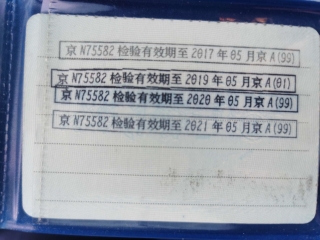 京 N75582 检验有效期至 2017 年 05 月京 A(99)
京 N75582 检验有效期至 2019 年 05 月京 A(01)
京 N75582 检验有效期至 2020 年 05 月京 A(99)
京 N75582 检验有效期至 2021 年 05 月京 A(99)